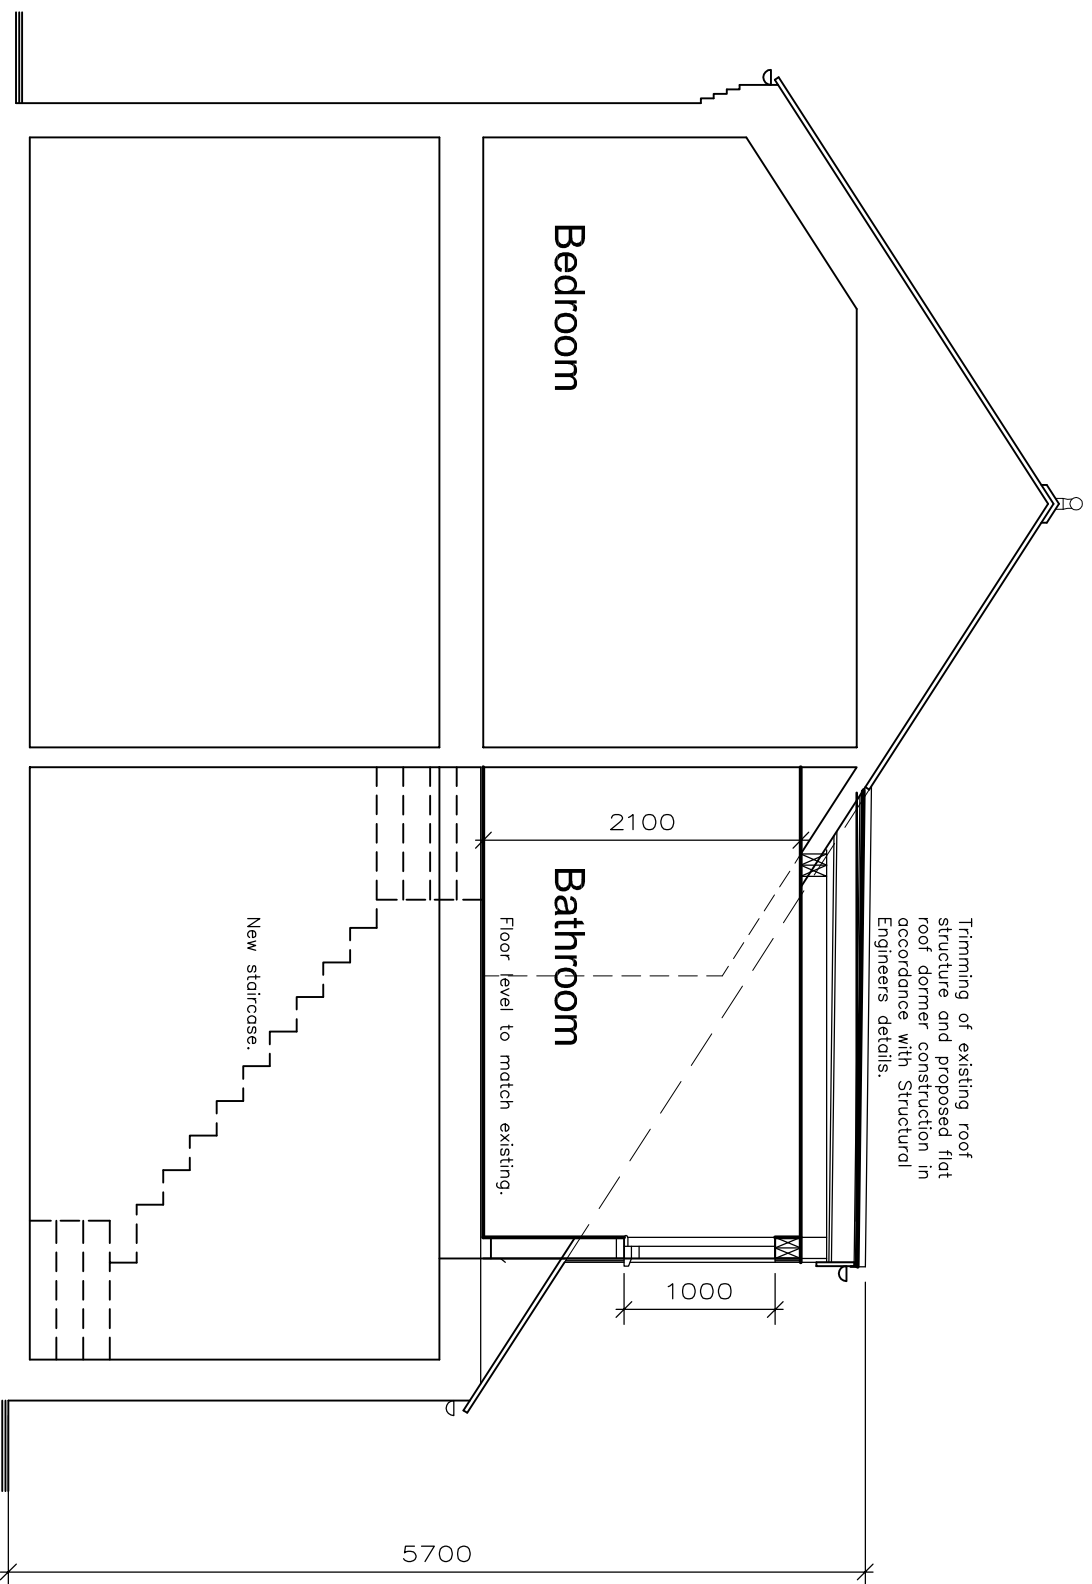 Trimming of existing roof
structure and proposed flat
roof dormer construction in
accordance with Structural
Engineers details.
Bedroom
2100
Bathroom
Floor level to match existing.
1000
New staircase.
5700